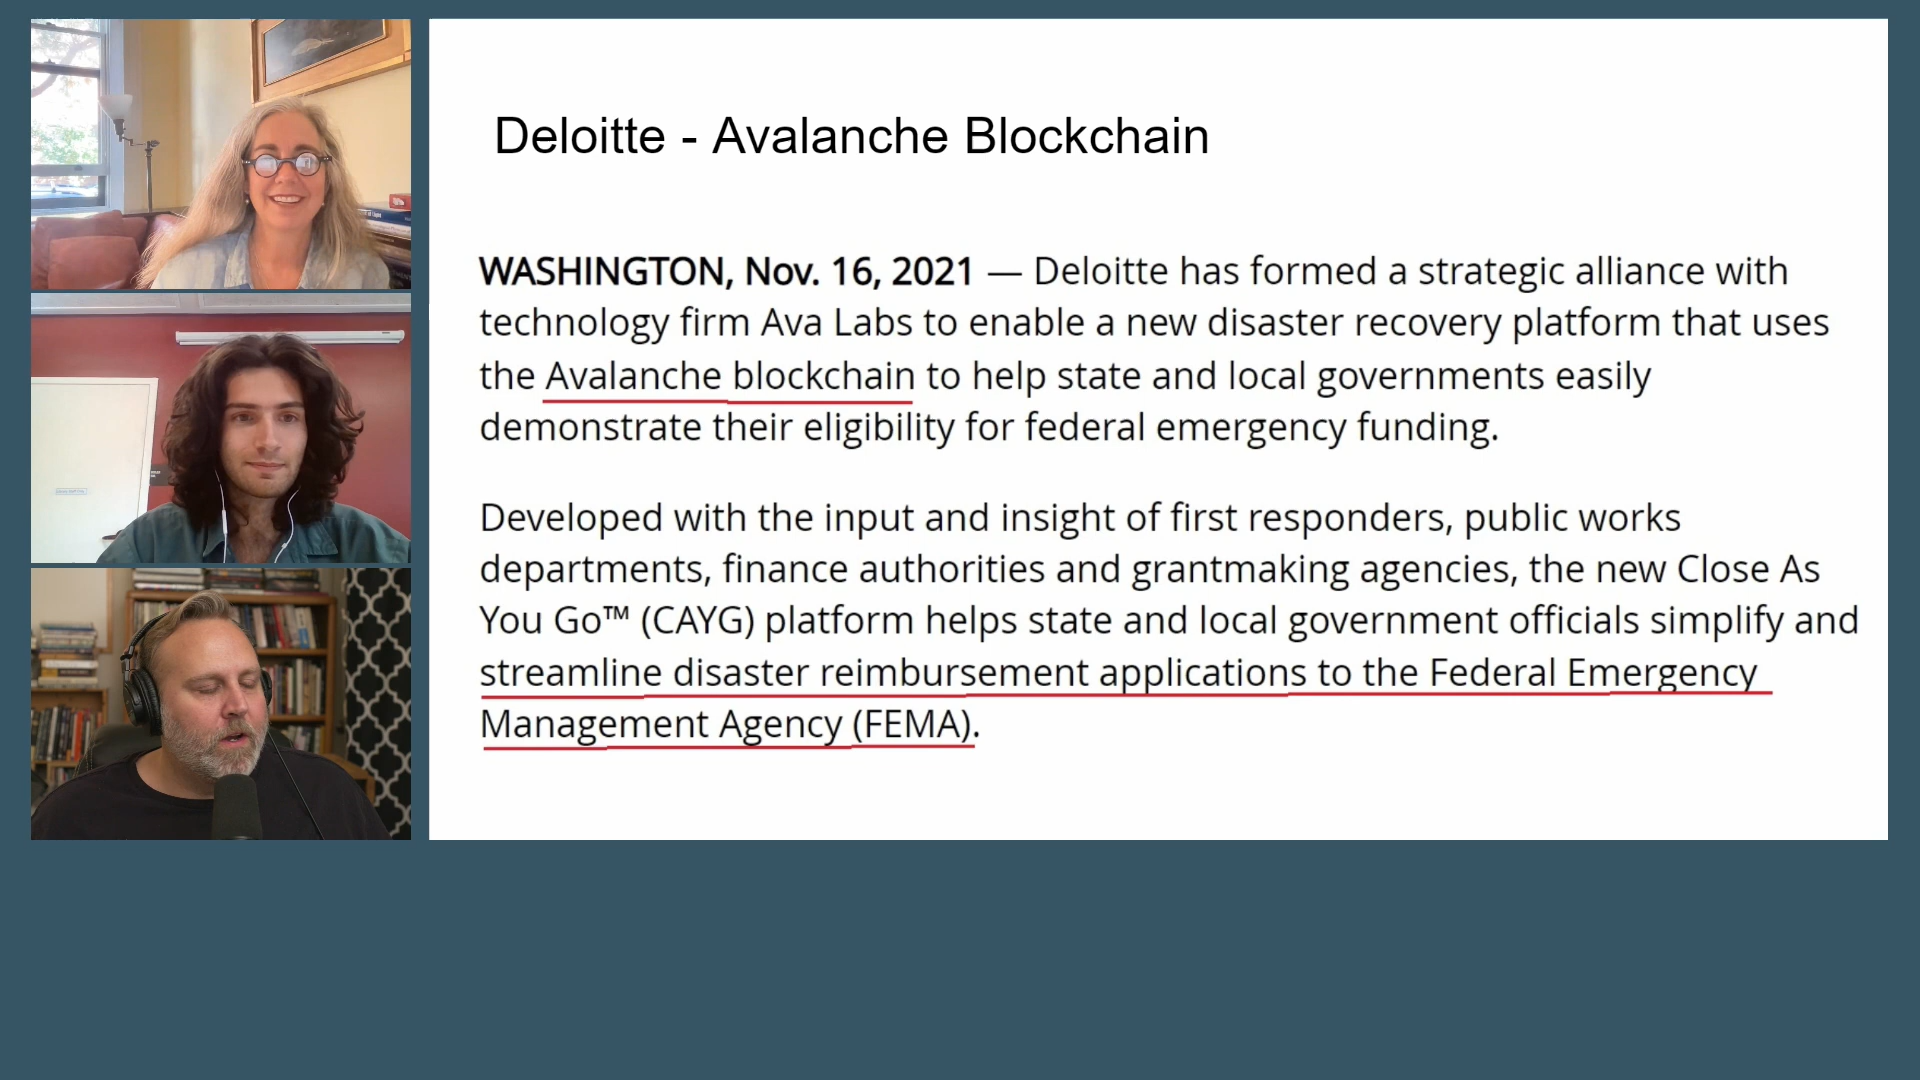 Deloitte - Avalanche Blockchain
WASHINGTON, Nov. 16, 2021 — Deloitte has formed a strategic alliance with
technology firm Ava Labs to enable a new disaster recovery platform that uses
the Avalanche blockchain to help state and local governments easily
demonstrate their eligibility for federal emergency funding.
Developed with the input and insight of first responders, public works
departments, finance authorities and grantmaking agencies, the new Close As
You Go™ (CAYG) platform helps state and local government officials simplify and
streamline disaster reimbursement applications to the Federal Emergency
Management Agency (FEMA).